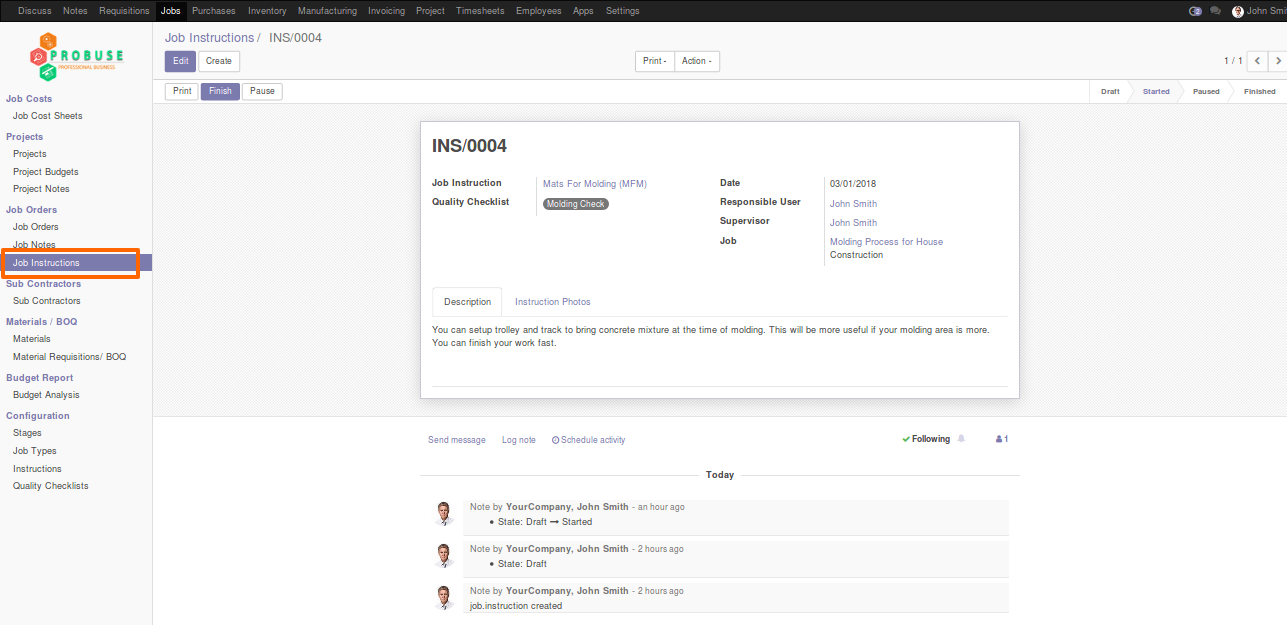 Discuss Notes Requisitions Jobs Purchases Inventory Manufacturing Invoicing Project Timesheets Employees Apps Settings
John Smi
PROBUSE
PROFESSIONAL BUSINESS
Job Costs
Job Cost Sheets
Projects
Projects
Project Budgets
Project Notes
Job Orders
Job Orders
Job Notes
Job Instructions
Sub Contractors
Sub Contractors
Materials / BOQ
Materials
Material Requisitions/ BOQ
Budget Report
Budget Analysis
Configuration
Stages
Job Types
Instructions
Quality Checklists
Job Instructions / INS/0004
Edit Create Print Action 1 / 1
Print Finish Pause Draft Started Paused Finished
INS/0004
Job Instruction Mats For Molding (MFM)
Quality Checklist Molding Check
Date 03/01/2018
Responsible User John Smith
Supervisor John Smith
Job Molding Process for House
Construction
Description Instruction Photos
You can setup trolley and track to bring concrete mixture at the time of molding. This will be more useful if your molding area is more.
You can finish your work fast.
Send message Log note Schedule activity Following 1
Today
Note by YourCompany, John Smith - an hour ago
• State: Draft → Started
Note by YourCompany, John Smith - 2 hours ago
• State: Draft
Note by YourCompany, John Smith - 2 hours ago
job.instruction created